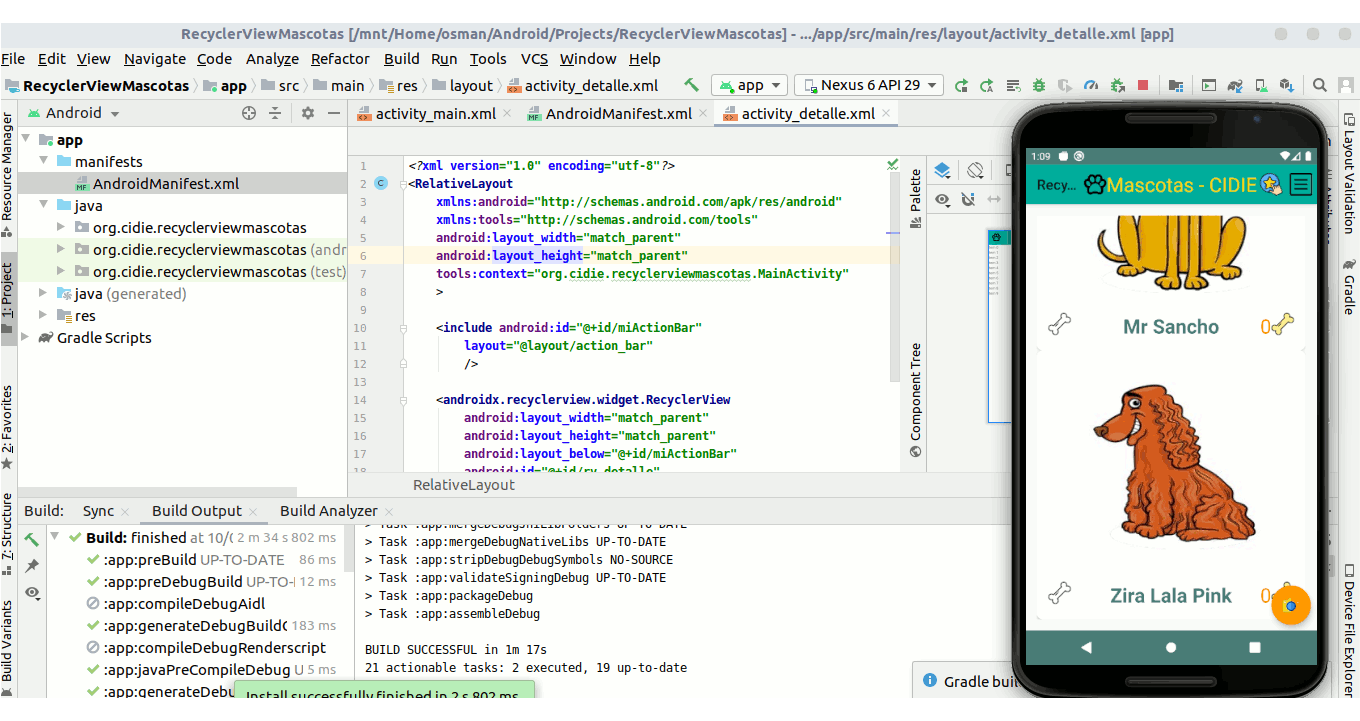 RecyclerViewMascotas [/mnt/Home/osman/Android/Projects/RecyclerViewMascotas] - .../app/src/main/res/layout/activity_detalle.xml [app]
File Edit View Navigate Code Analyze Refactor Build Run Tools VCS Window Help
RecyclerViewMascotas app src main res layout activity_detalle.xml app Nexus 6 API 29
Android
activity_main.xml AndroidManifest.xml activity_detalle.xml
app
manifests
AndroidManifest.xml
java
org.cidie.recyclerviewmascotas
org.cidie.recyclerviewmascotas (andr
org.cidie.recyclerviewmascotas (test)
java (generated)
res
Gradle Scripts
Resource Manager
1: Project
2: Favorites
7: Structure
Build Variants
1 <?xml version="1.0" encoding="utf-8"?>
2 <RelativeLayout
3 xmlns:android="http://schemas.android.com/apk/res/android"
4 xmlns:tools="http://schemas.android.com/tools"
5 android:layout_width="match_parent"
6 android:layout_height="match_parent"
7 tools:context="org.cidie.recyclerviewmascotas.MainActivity"
8 >
9
10 <include android:id="@+id/miActionBar"
11 layout="@layout/action_bar"
12 />
13
14 <androidx.recyclerview.widget.RecyclerView
15 android:layout_width="match_parent"
16 android:layout_height="match_parent"
17 android:layout_below="@+id/miActionBar"
18 android:id="@+id/rv_detalle"
RelativeLayout
Palette
Component Tree
1:09
Recy... Mascotas - CIDIE
Mr Sancho 0
Zira Lala Pink 0
Layout Validation
Gradle
Device File Explorer
Build: Sync Build Output Build Analyzer
Build: finished at 10/ 2 m 34 s 802 ms
:app:preBuild UP-TO-DATE 86 ms
:app:preDebugBuild UP-TO- 12 ms
:app:compileDebugAidl
:app:generateDebugBuildC 183 ms
:app:compileDebugRenderscript
:app:javaPreCompileDebug U 5 ms
:app:generateDebu
> Task :app:mergeDebugJniLibFolders UP-TO-DATE
> Task :app:mergeDebugNativeLibs UP-TO-DATE
> Task :app:stripDebugDebugSymbols NO-SOURCE
> Task :app:validateSigningDebug UP-TO-DATE
> Task :app:packageDebug
> Task :app:assembleDebug
BUILD SUCCESSFUL in 1m 17s
21 actionable tasks: 2 executed, 19 up-to-date
Install successfully finished in 2 s 802 ms
Gradle buil